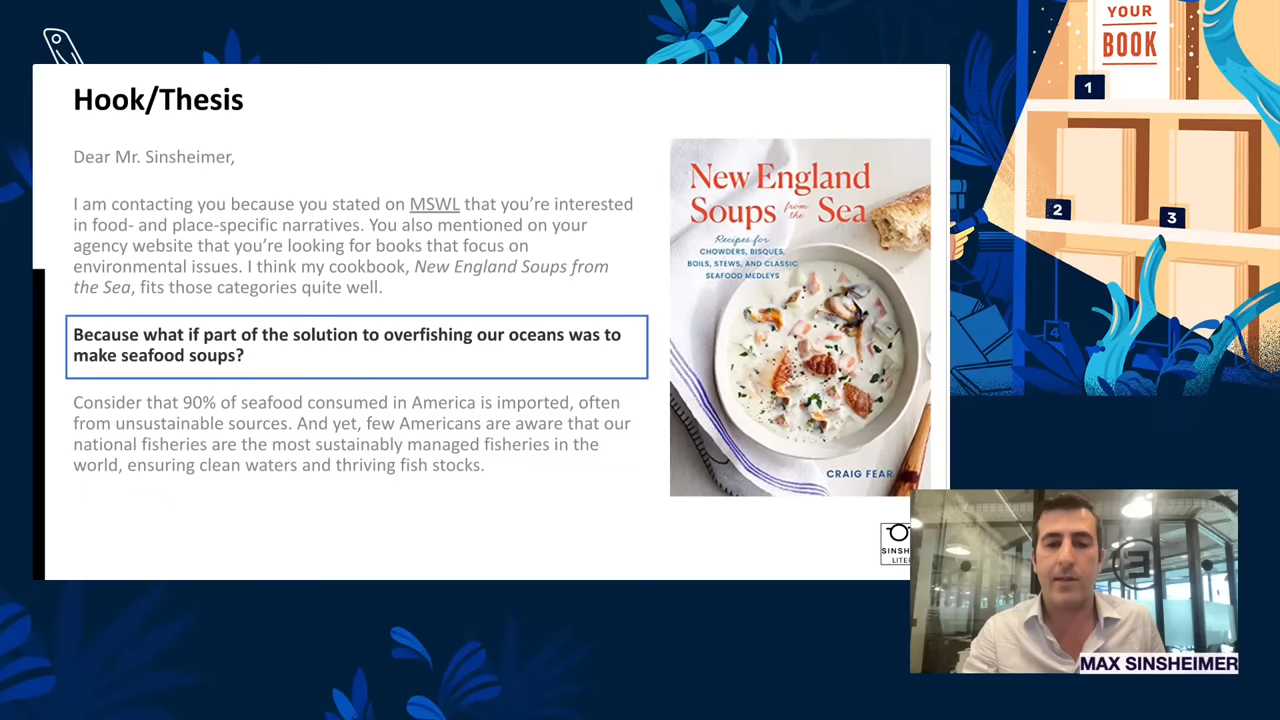 Hook/Thesis
Dear Mr. Sinsheimer,
I am contacting you because you stated on MSWL that you’re interested
in food- and place-specific narratives. You also mentioned on your
agency website that you’re looking for books that focus on
environmental issues. I think my cookbook, New England Soups from
the Sea, fits those categories quite well.
Because what if part of the solution to overfishing our oceans was to
make seafood soups?
Consider that 90% of seafood consumed in America is imported, often
from unsustainable sources. And yet, few Americans are aware that our
national fisheries are the most sustainably managed fisheries in the
world, ensuring clean waters and thriving fish stocks.
New England
Soups from the Sea
Recipes for
CHOWDERS, BISQUES,
BOILS, STEWS, AND CLASSIC
SEAFOOD MEDLEYS
CRAIG FEAR
YOUR
BOOK
1
2
3
4
SINSH
LITE
MAX SINSHEIMER